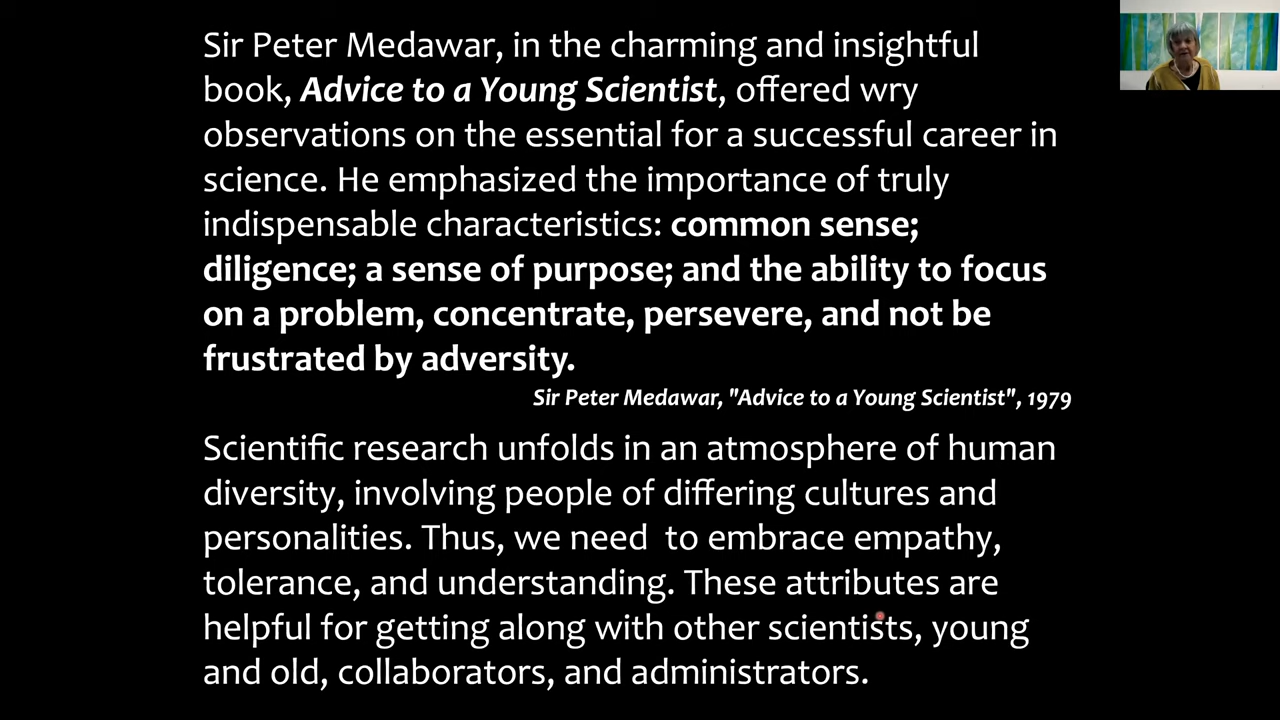 Sir Peter Medawar, in the charming and insightful
book, Advice to a Young Scientist, offered wry
observations on the essential for a successful career in
science. He emphasized the importance of truly
indispensable characteristics: common sense;
diligence; a sense of purpose; and the ability to focus
on a problem, concentrate, persevere, and not be
frustrated by adversity.
Sir Peter Medawar, "Advice to a Young Scientist", 1979
Scientific research unfolds in an atmosphere of human
diversity, involving people of differing cultures and
personalities. Thus, we need  to embrace empathy,
tolerance, and understanding. These attributes are
helpful for getting along with other scientists, young
and old, collaborators, and administrators.